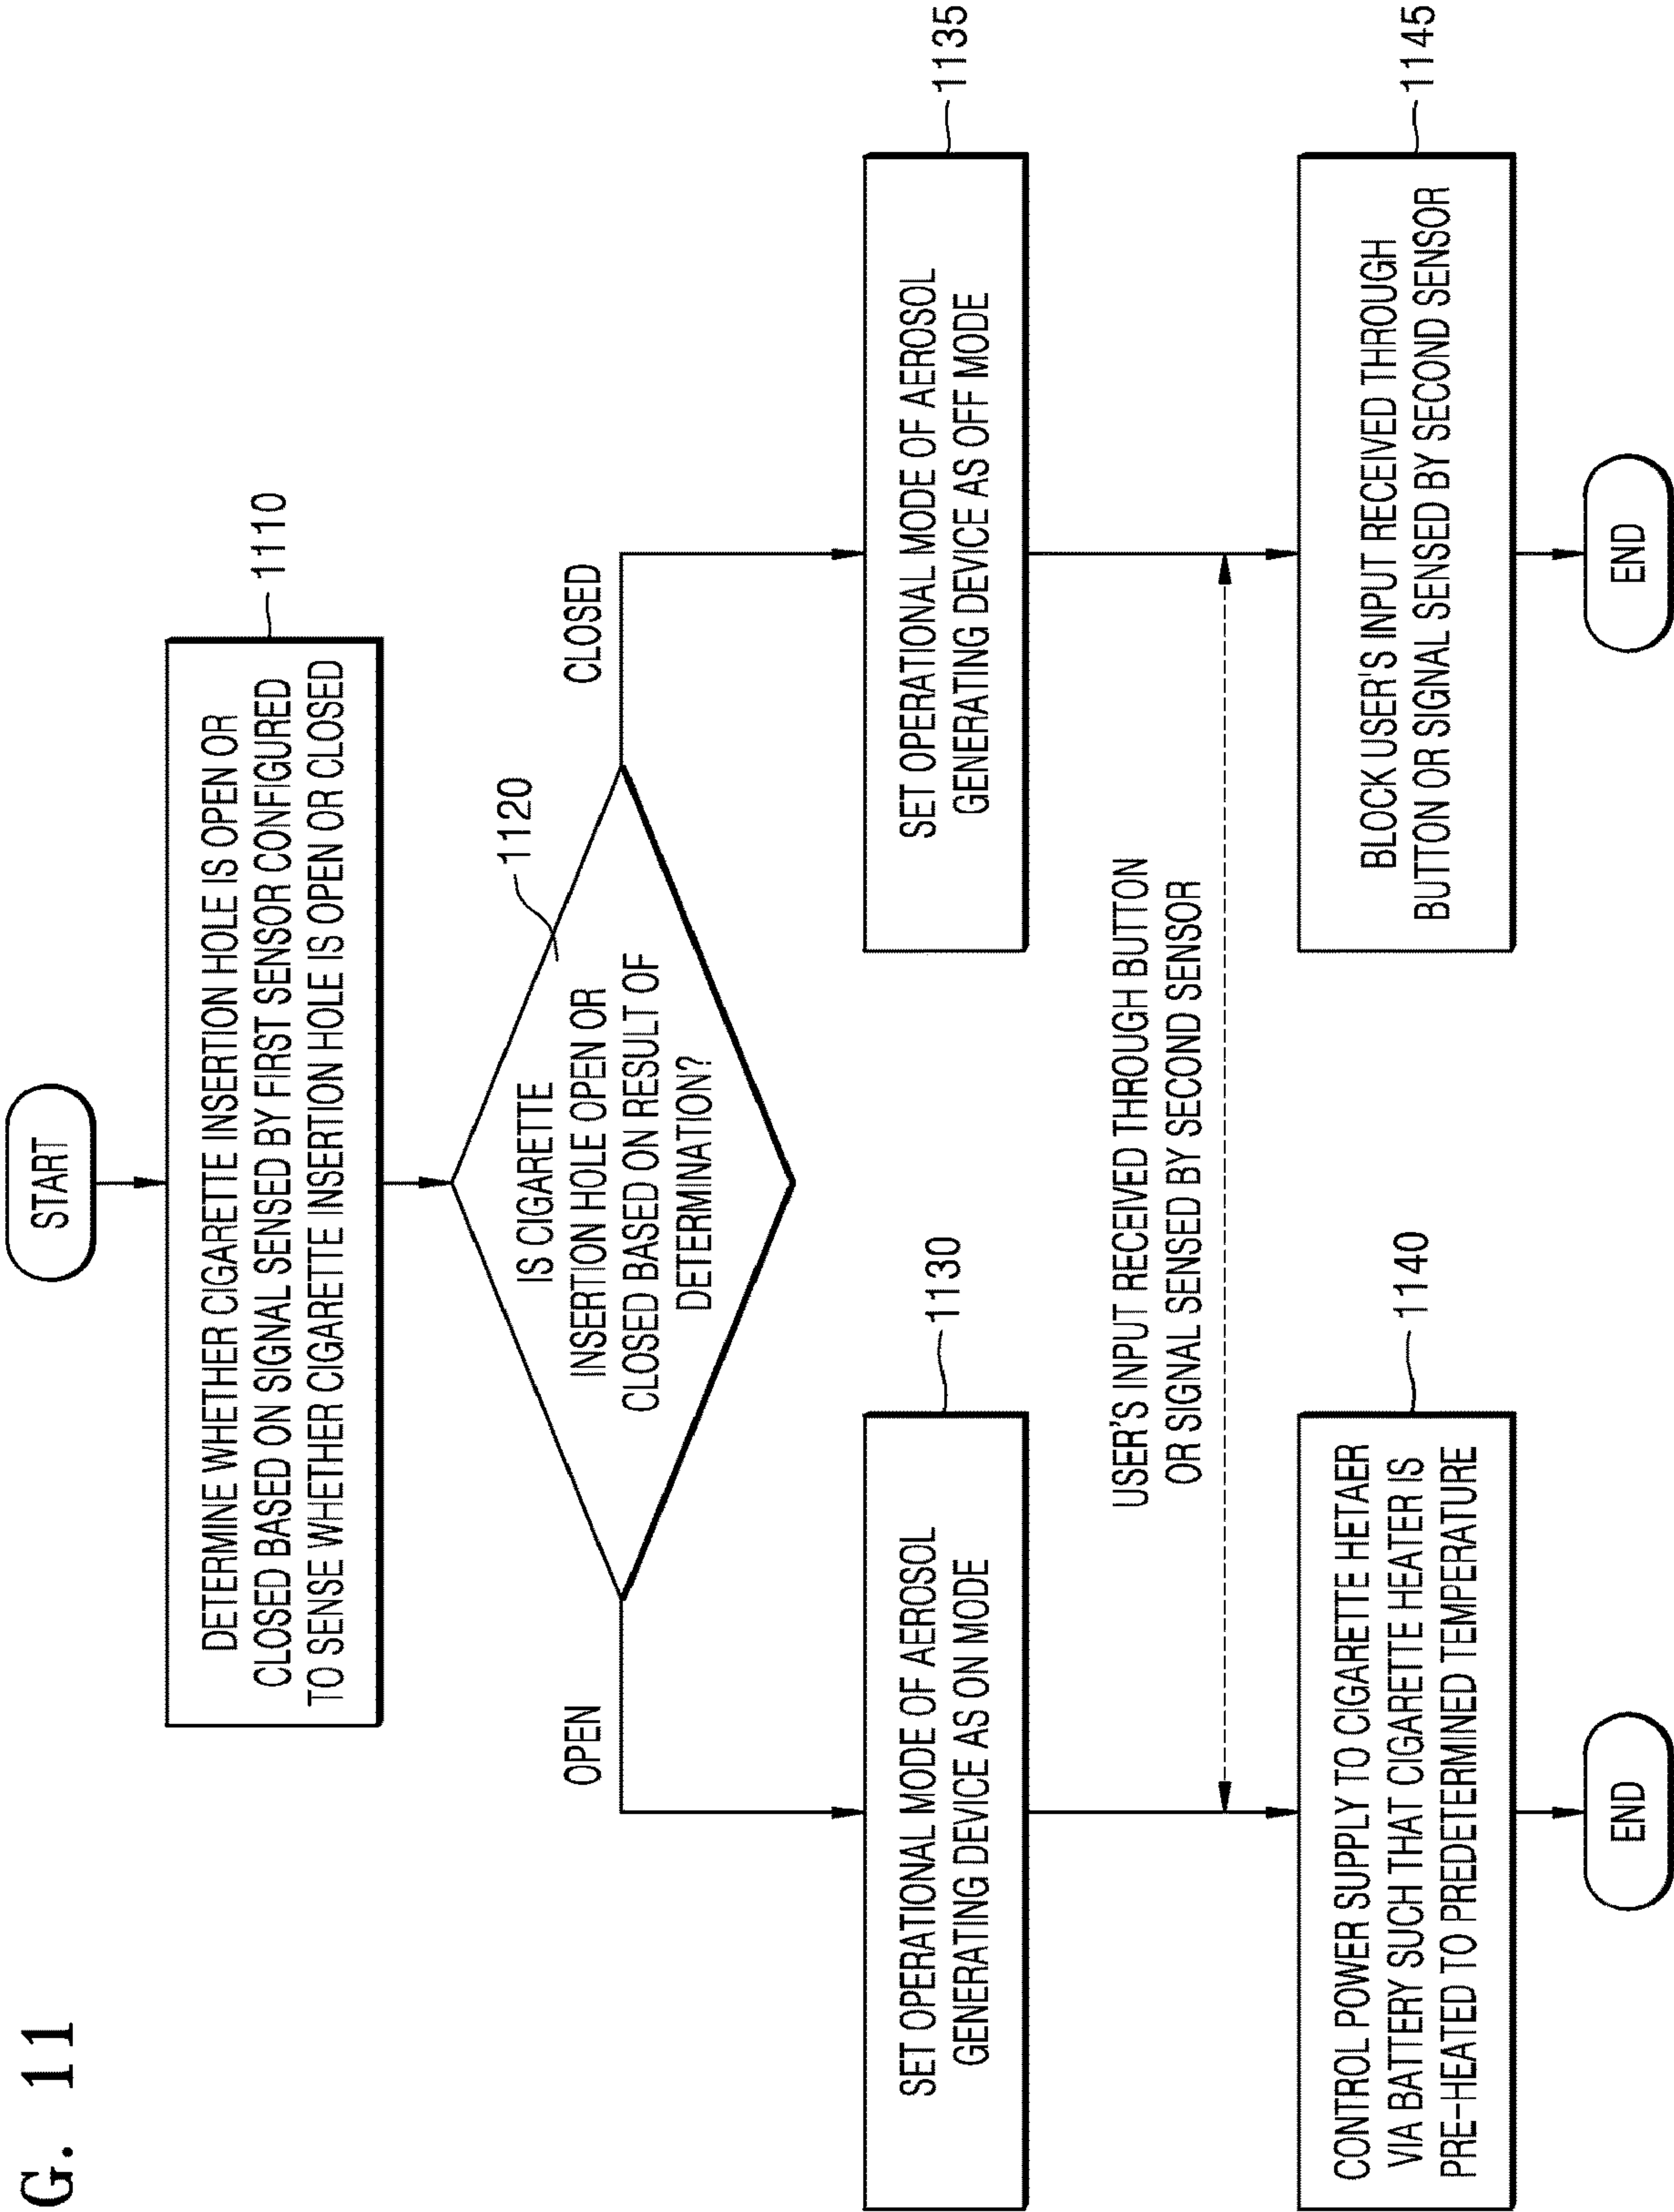 G. 11
START
DETERMINE WHETHER CIGARETTE INSERTION HOLE IS OPEN OR
CLOSED BASED ON SIGNAL SENSED BY FIRST SENSOR CONFIGURED
TO SENSE WHETHER CIGARETTE INSERTION HOLE IS OPEN OR CLOSED
1110
IS CIGARETTE
INSERTION HOLE OPEN OR
CLOSED BASED ON RESULT OF
DETERMINATION?
1120
OPEN
CLOSED
SET OPERATIONAL MODE OF AEROSOL
GENERATING DEVICE AS ON MODE
1130
SET OPERATIONAL MODE OF AEROSOL
GENERATING DEVICE AS OFF MODE
1135
USER'S INPUT RECEIVED THROUGH BUTTON
OR SIGNAL SENSED BY SECOND SENSOR
CONTROL POWER SUPPLY TO CIGARETTE HETAER
VIA BATTERY SUCH THAT CIGARETTE HEATER IS
PRE-HEATED TO PREDETERMINED TEMPERATURE
1140
BLOCK USER'S INPUT RECEIVED THROUGH
BUTTON OR SIGNAL SENSED BY SECOND SENSOR
1145
END
END